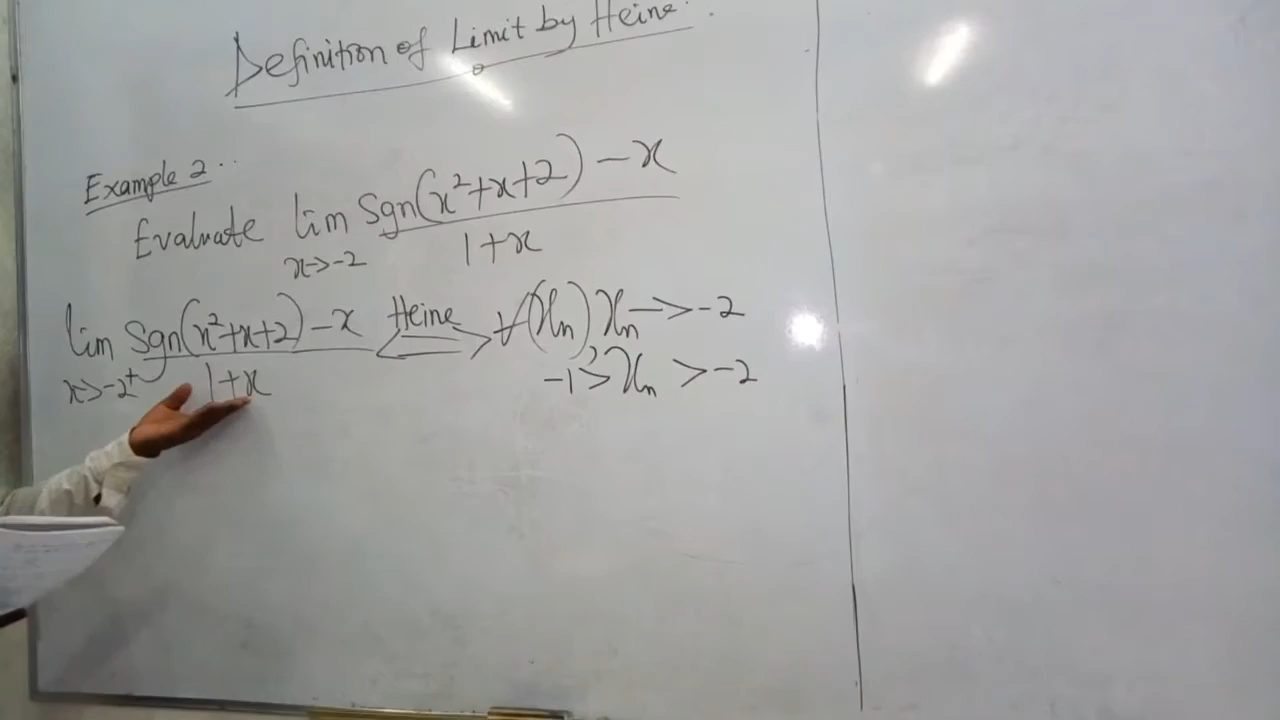 Definition of Limit by Heine.
Example 2..
Evaluate lim x->-2 Sgn(x²+x+2)-x / 1+x
lim x->-2⁺ Sgn(x²+x+2)-x / 1+x Heine <=> ∀(xₙ), xₙ -> -2
-1 > xₙ > -2